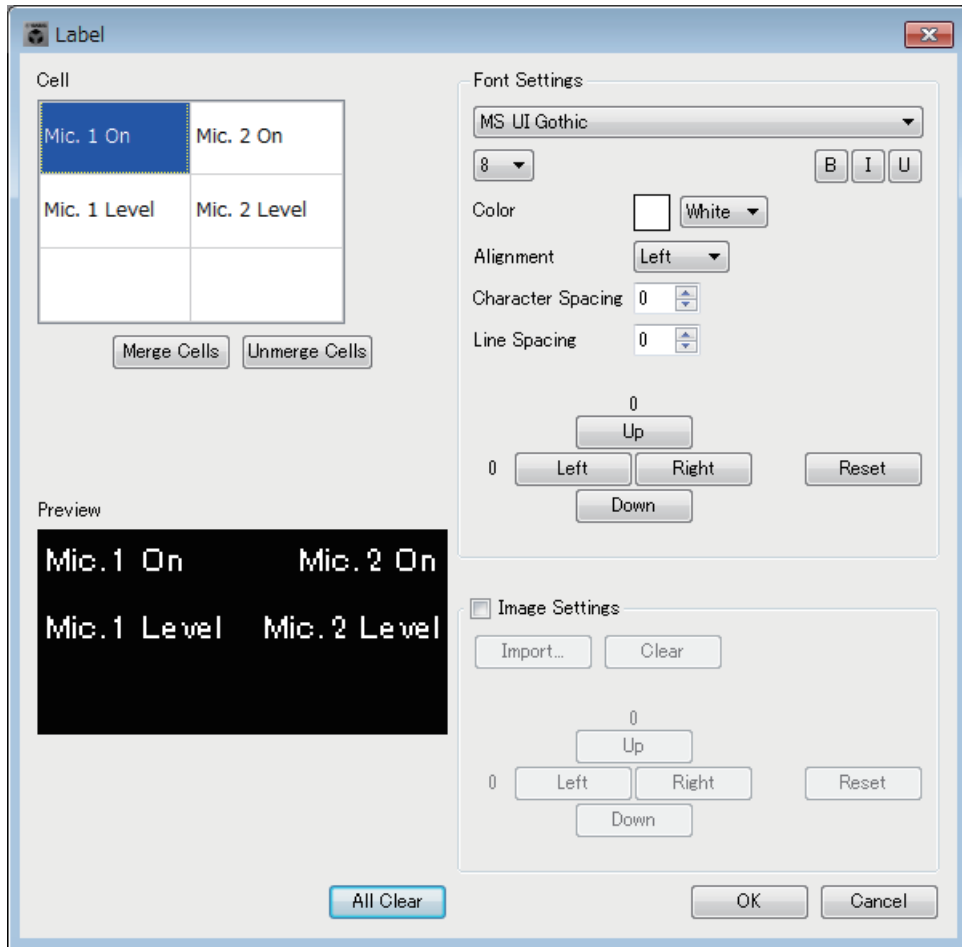 Label
Cell
Mic. 1 On
Mic. 2 On
Mic. 1 Level
Mic. 2 Level
Merge Cells
Unmerge Cells
Preview
Mic.1 On
Mic.2 On
Mic.1 Level
Mic.2 Level
All Clear
Font Settings
MS UI Gothic
8
B I U
Color
White
Alignment
Left
Character Spacing
0
Line Spacing
0
0
Up
0
Left
Right
Reset
Down
Image Settings
Import...
Clear
0
Up
0
Left
Right
Reset
Down
OK
Cancel